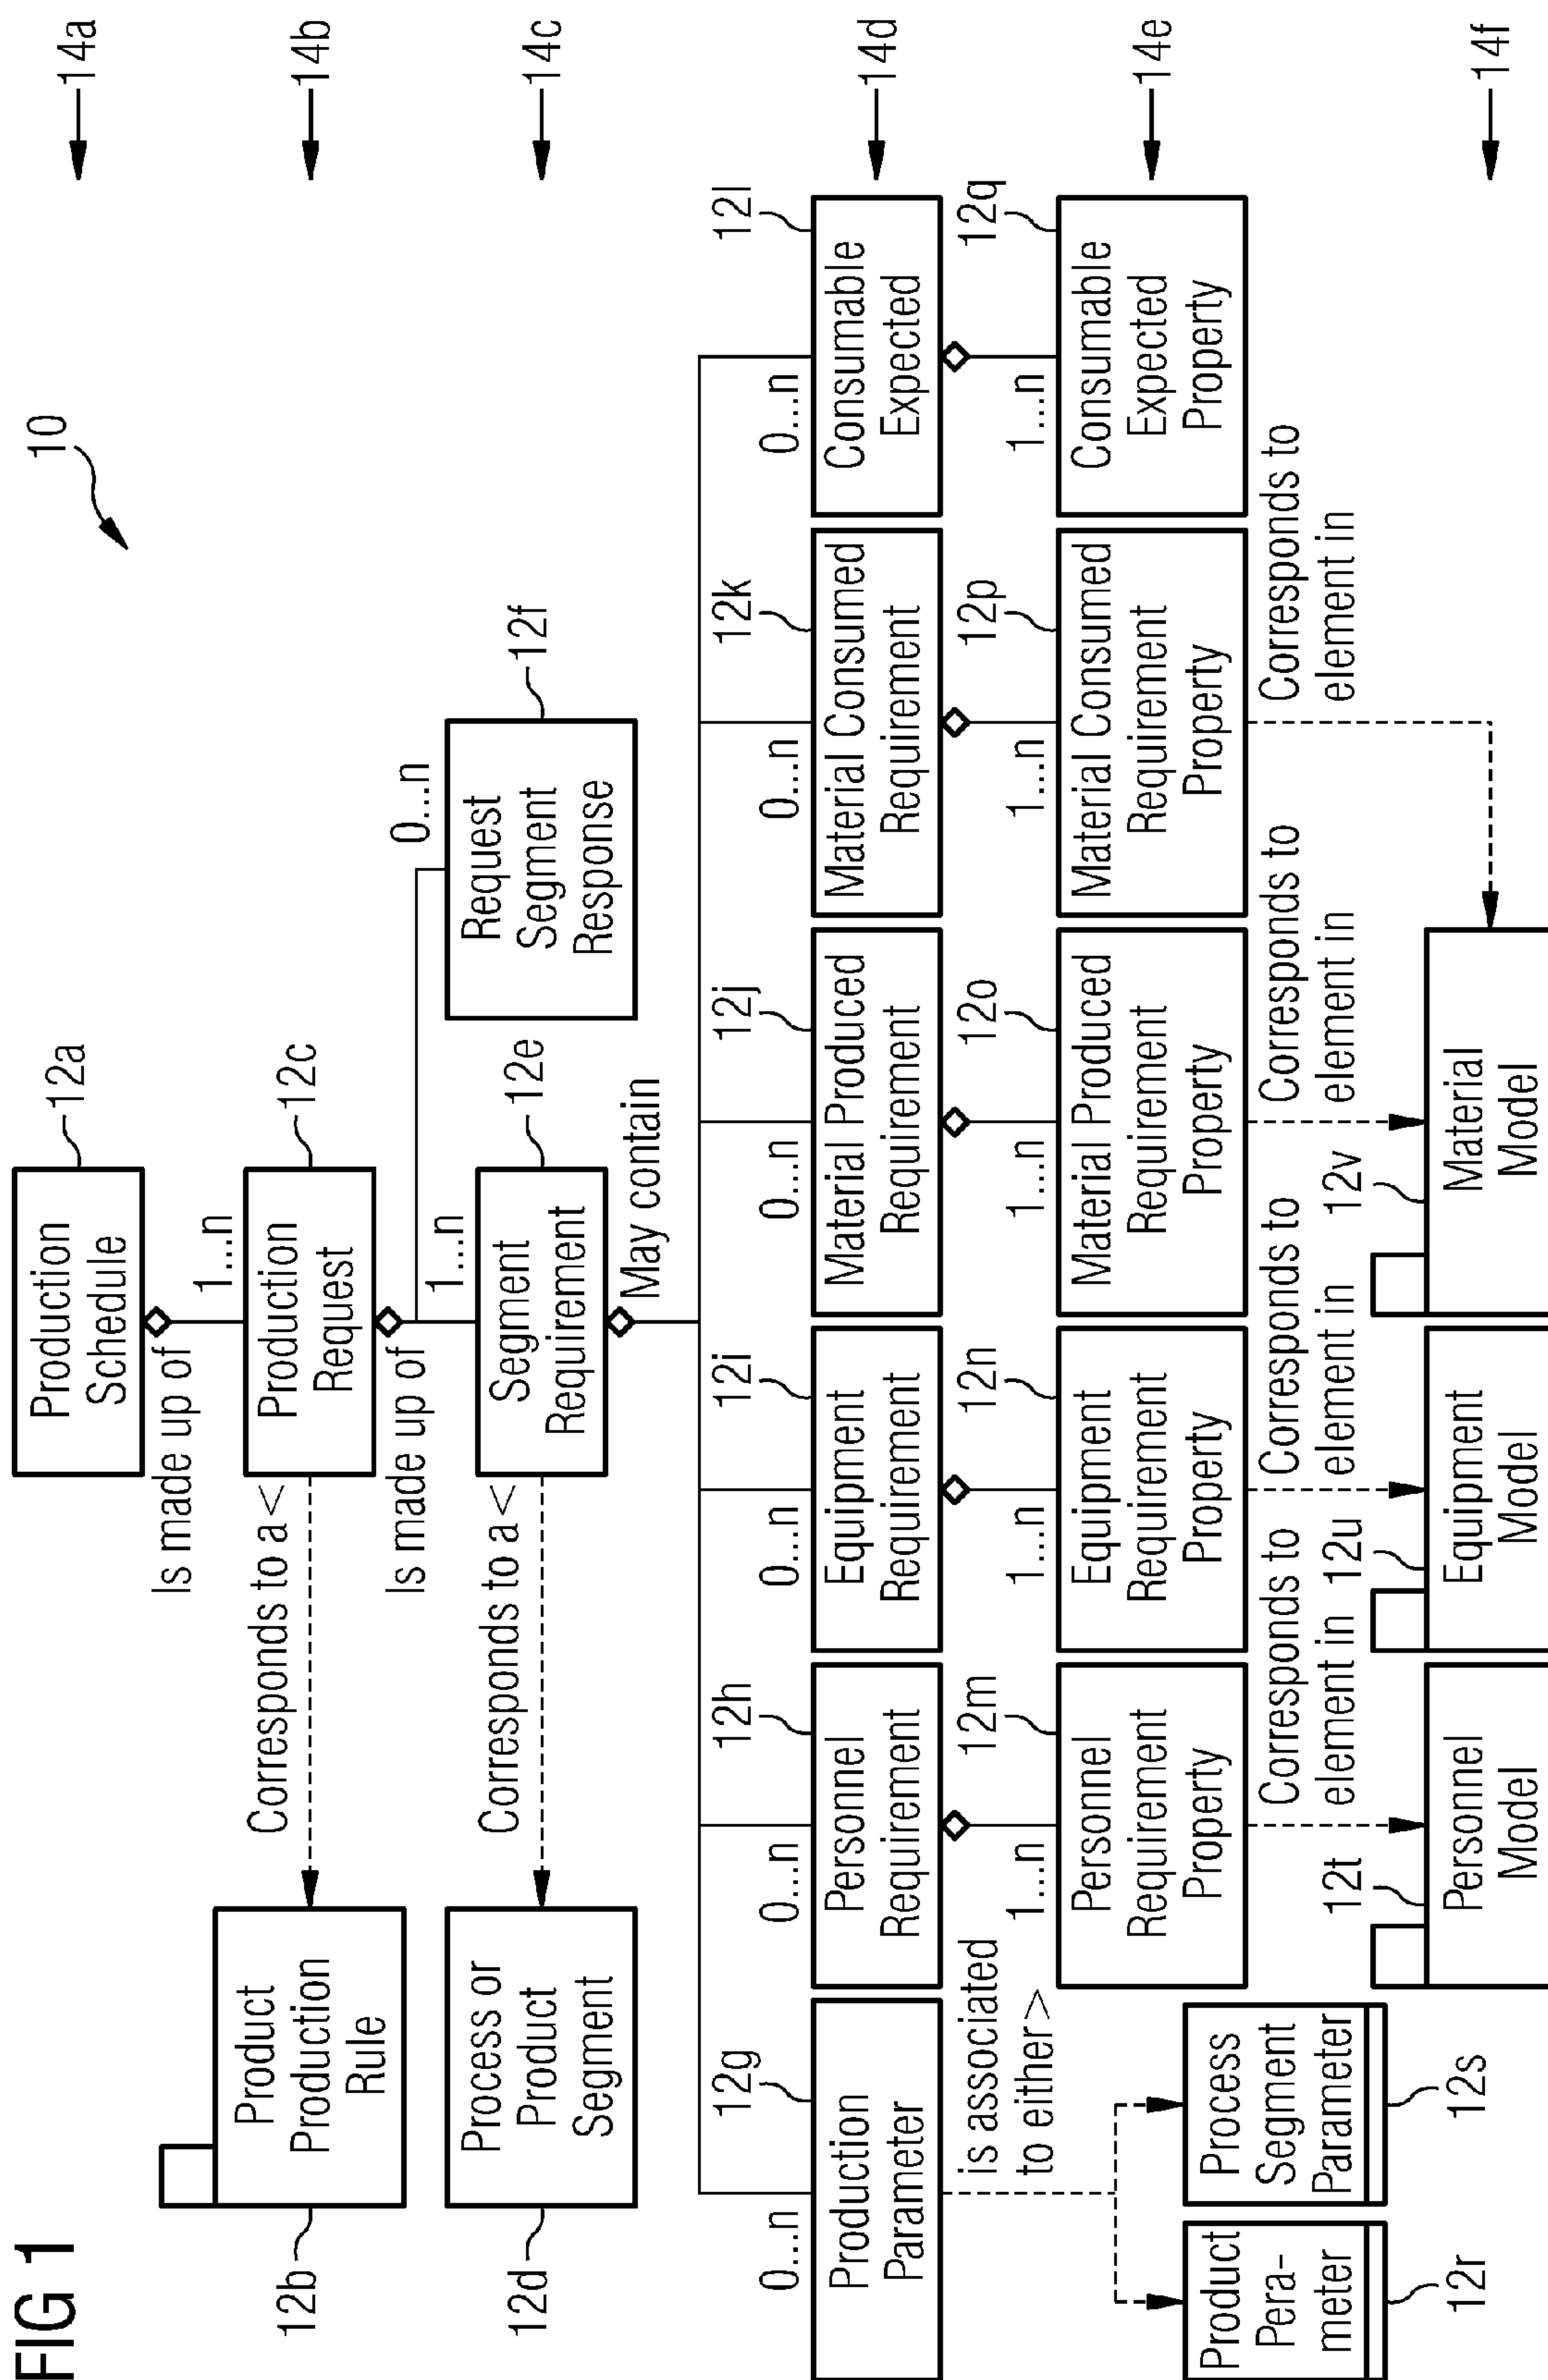 FIG 1
10
Production
Schedule
12a
14a
Is made up of
1...n
12b
Product
Production
Rule
Corresponds to a <
Production
Request
12c
14b
Is made up of
1...n
0...n
12d
Process or
Product
Segment
Corresponds to a <
Segment
Requirement
12e
Request
Segment
Response
12f
14c
May contain
0...n
12g
0...n
12h
0...n
12i
0...n
12j
0...n
12k
0...n
12l
Production
Parameter
Personnel
Requirement
Equipment
Requirement
Material Produced
Requirement
Material Consumed
Requirement
Consumable
Expected
14d
is associated
to either >
1...n
12m
1...n
12n
1...n
12o
1...n
12p
1...n
12q
Personnel
Requirement
Property
Equipment
Requirement
Property
Material Produced
Requirement
Property
Material Consumed
Requirement
Property
Consumable
Expected
Property
14e
Product
Pera-
meter
12r
Process
Segment
Parameter
12s
Corresponds to
element in
Corresponds to
element in
Corresponds to
element in
Corresponds to
element in
12t
12u
12v
Personnel
Model
Equipment
Model
Material
Model
14f